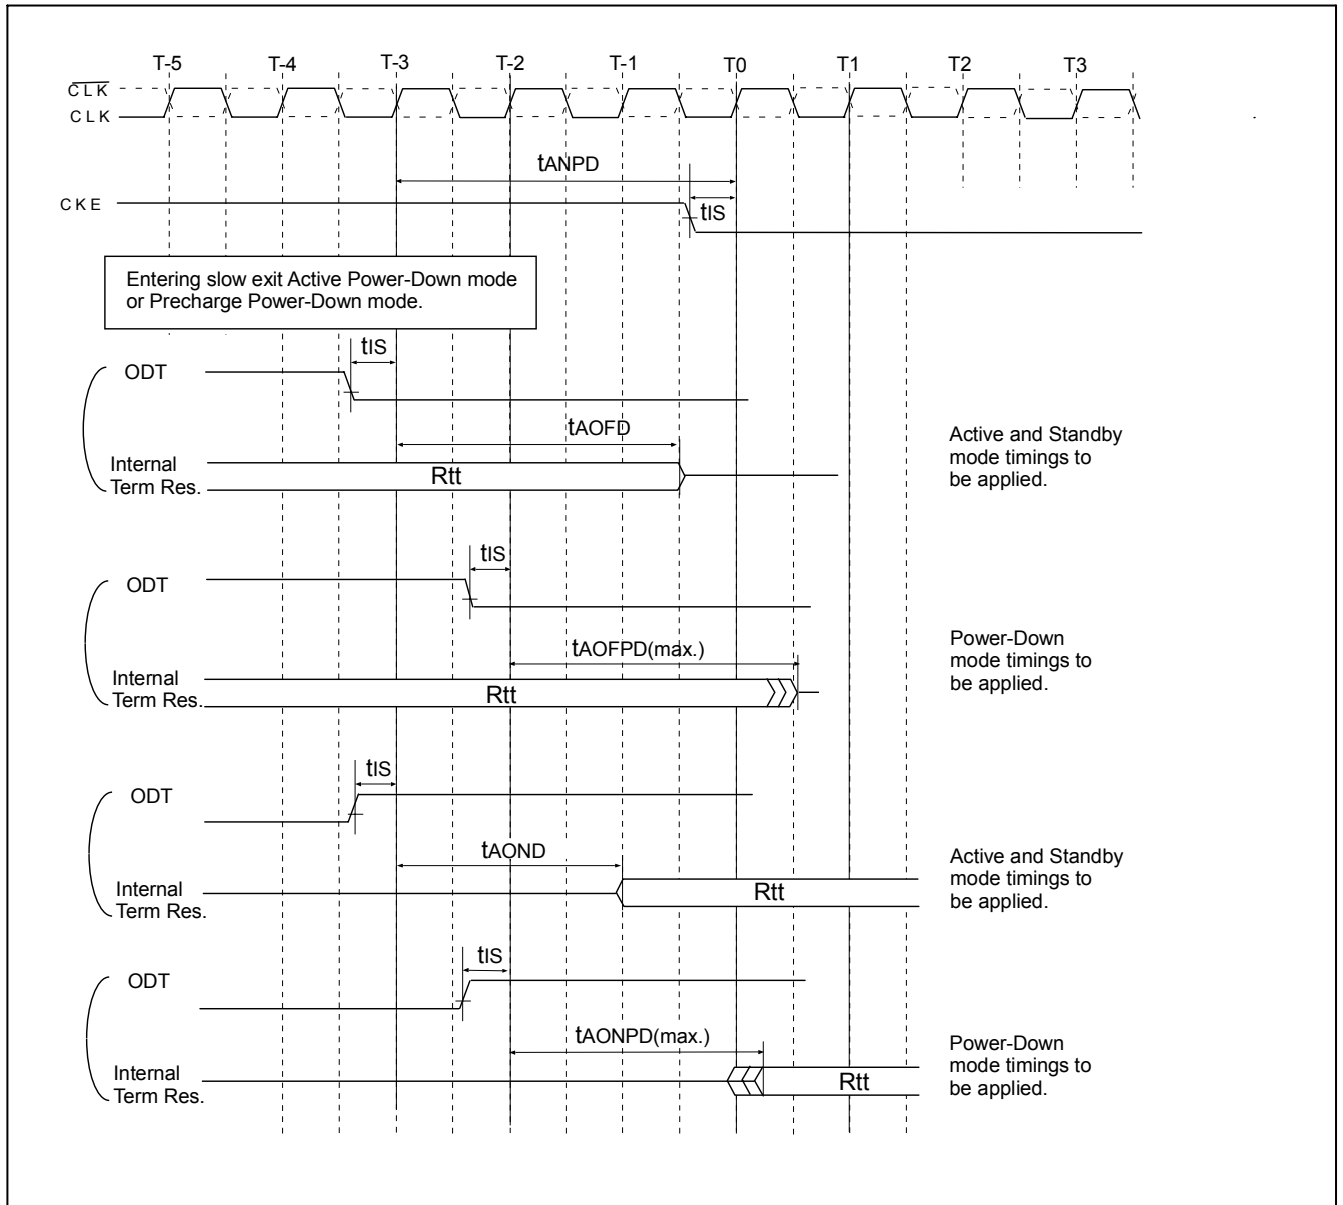 T-5 T-4 T-3 T-2 T-1 T0 T1 T2 T3
CLK
CLK
tANPD
CKE
tIS
Entering slow exit Active Power-Down mode
or Precharge Power-Down mode.
tIS
ODT
tAOFD
Internal
Term Res.
Rtt
Active and Standby
mode timings to
be applied.
tIS
ODT
tAOFPD(max.)
Internal
Term Res.
Rtt
Power-Down
mode timings to
be applied.
tIS
ODT
tAOND
Internal
Term Res.
Rtt
Active and Standby
mode timings to
be applied.
tIS
ODT
tAONPD(max.)
Internal
Term Res.
Rtt
Power-Down
mode timings to
be applied.